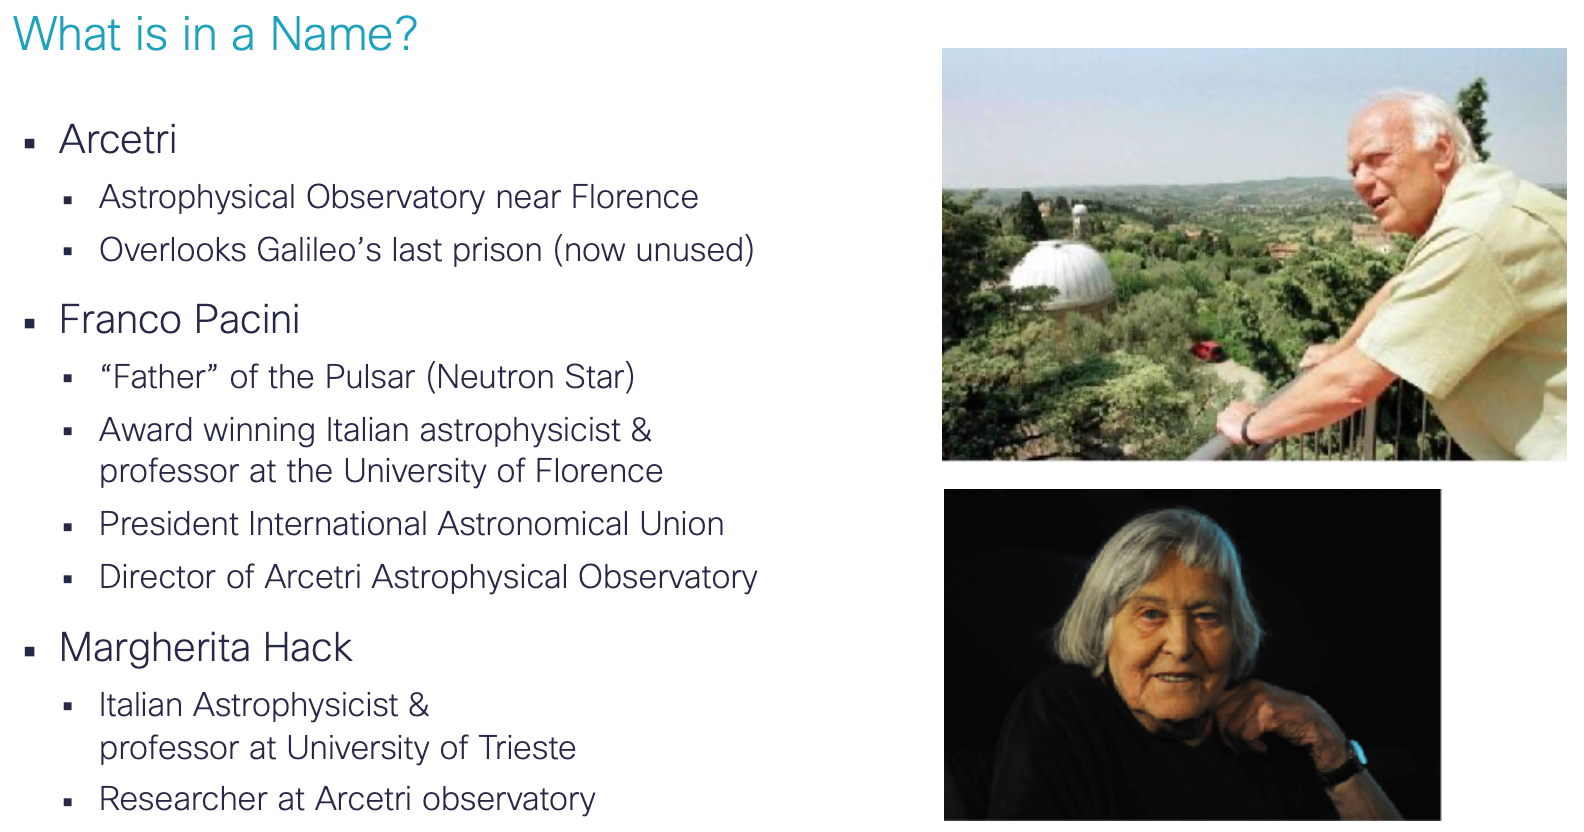 What is in a Name?
▪ Arcetri
▪ Astrophysical Observatory near Florence
▪ Overlooks Galileo’s last prison (now unused)
▪ Franco Pacini
▪ “Father” of the Pulsar (Neutron Star)
▪ Award winning Italian astrophysicist &
professor at the University of Florence
▪ President International Astronomical Union
▪ Director of Arcetri Astrophysical Observatory
▪ Margherita Hack
▪ Italian Astrophysicist &
professor at University of Trieste
▪ Researcher at Arcetri observatory